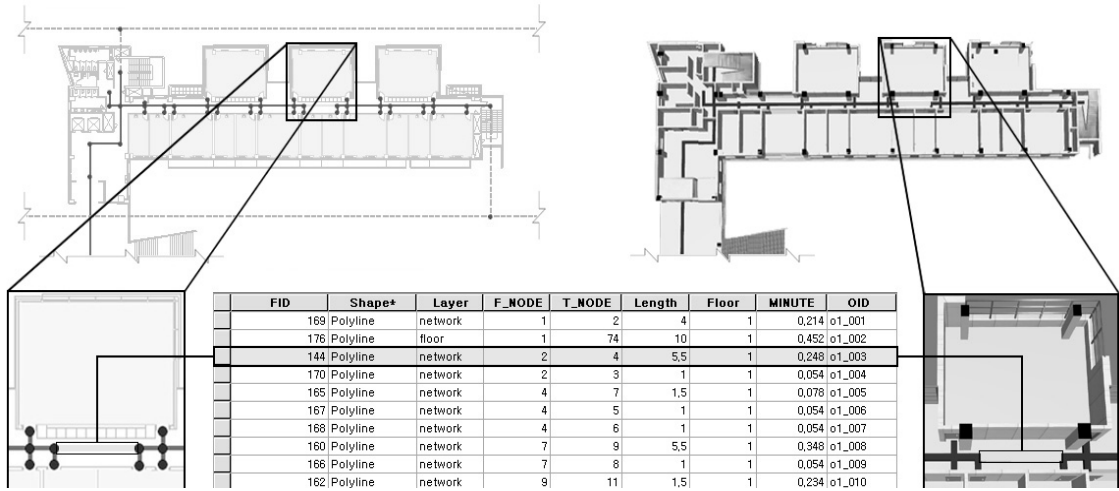 FID Shape* Layer F_NODE T_NODE Length Floor MINUTE OID
169 Polyline network 1 2 4 1 0,214 o1_001
176 Polyline floor 1 74 10 1 0,452 o1_002
144 Polyline network 2 4 5,5 1 0,248 o1_003
170 Polyline network 2 3 1 1 0,054 o1_004
165 Polyline network 4 7 1,5 1 0,078 o1_005
167 Polyline network 4 5 1 1 0,054 o1_006
168 Polyline network 4 6 1 1 0,054 o1_007
160 Polyline network 7 9 5,5 1 0,348 o1_008
166 Polyline network 7 8 1 1 0,054 o1_009
162 Polyline network 9 11 1,5 1 0,234 o1_010